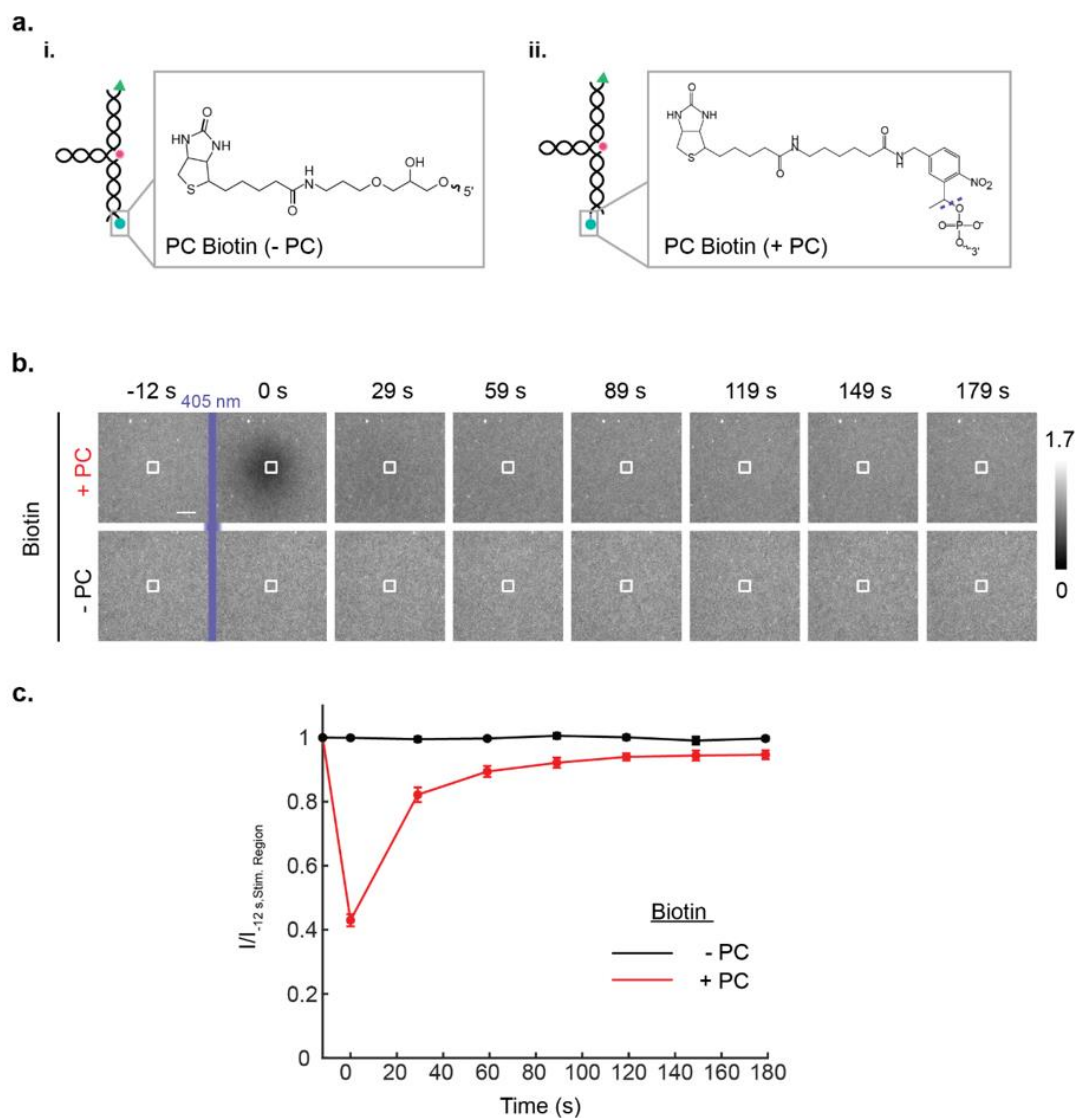 a.
i.
ii.
O
HN
NH
S
O
N
H
O
OH
O
5'
PC Biotin (- PC)
O
HN
NH
S
O
H
N
O
N
H
NO2
O
O=P-O-
O
3'
PC Biotin (+ PC)
b.
-12 s
0 s
29 s
59 s
89 s
119 s
149 s
179 s
405 nm
Biotin
+ PC
- PC
1.7
0
c.
I/I-12 s,Stim. Region
1
0.8
0.6
0.4
0.2
0
0 20 40 60 80 100 120 140 160 180
Time (s)
Biotin
- PC
+ PC